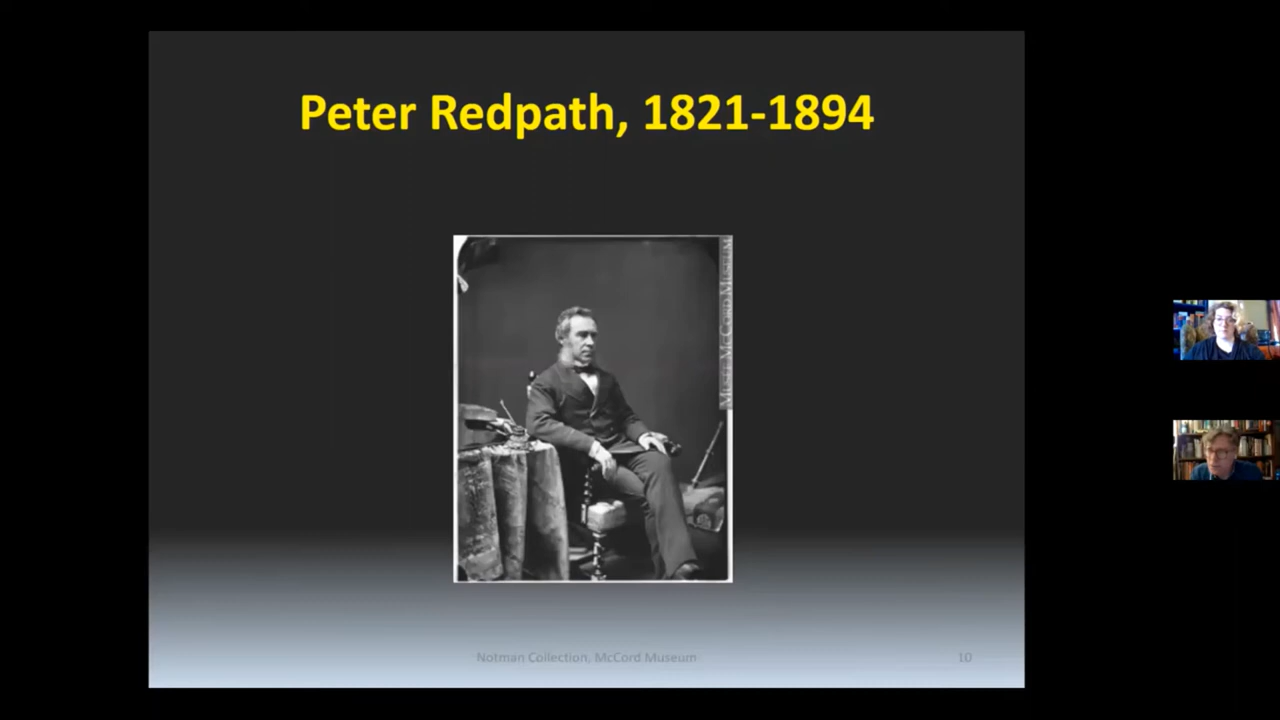 Peter Redpath, 1821-1894
MUSÉE MCCORD MUSEUM
Notman Collection, McCord Museum
10